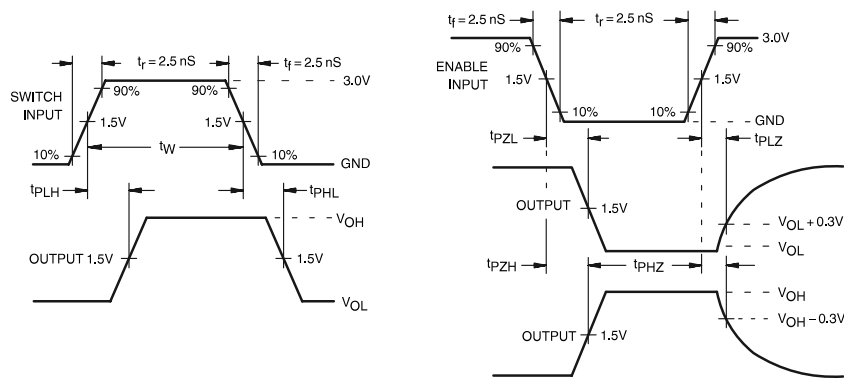 tr = 2.5 nS
tf = 2.5 nS
3.0V
SWITCH INPUT
90%
90%
1.5V
1.5V
tW
10%
10%
GND
tPLH
tPHL
VOH
OUTPUT 1.5V
1.5V
VOL
tf = 2.5 nS
tr = 2.5 nS
3.0V
90%
90%
ENABLE INPUT
1.5V
1.5V
10%
10%
GND
tPZL
tPLZ
OUTPUT
1.5V
VOL + 0.3V
VOL
tPZH
tPHZ
VOH
VOH − 0.3V
OUTPUT
1.5V